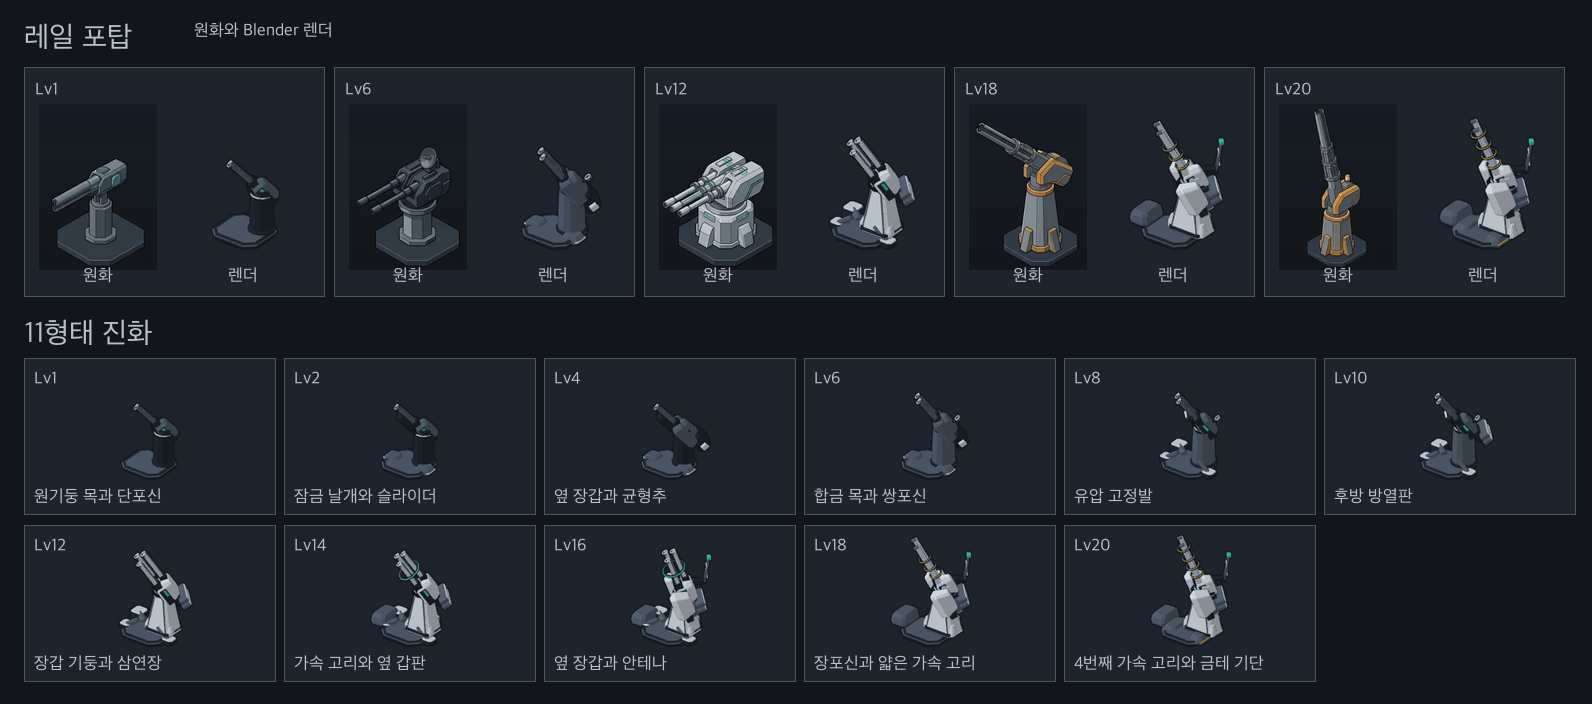 레일 포탑
원화와 Blender 렌더
Lv1
원화
렌더
Lv6
원화
렌더
Lv12
원화
렌더
Lv18
원화
렌더
Lv20
원화
렌더
11형태 진화
Lv1
원기둥 목과 단포신
Lv2
잠금 날개와 슬라이더
Lv4
옆 장갑과 균형추
Lv6
합금 목과 쌍포신
Lv8
유압 고정발
Lv10
후방 방열판
Lv12
장갑 기둥과 삼연장
Lv14
가속 고리와 옆 갑판
Lv16
옆 장갑과 안테나
Lv18
장포신과 얇은 가속 고리
Lv20
4번째 가속 고리와 금테 기단